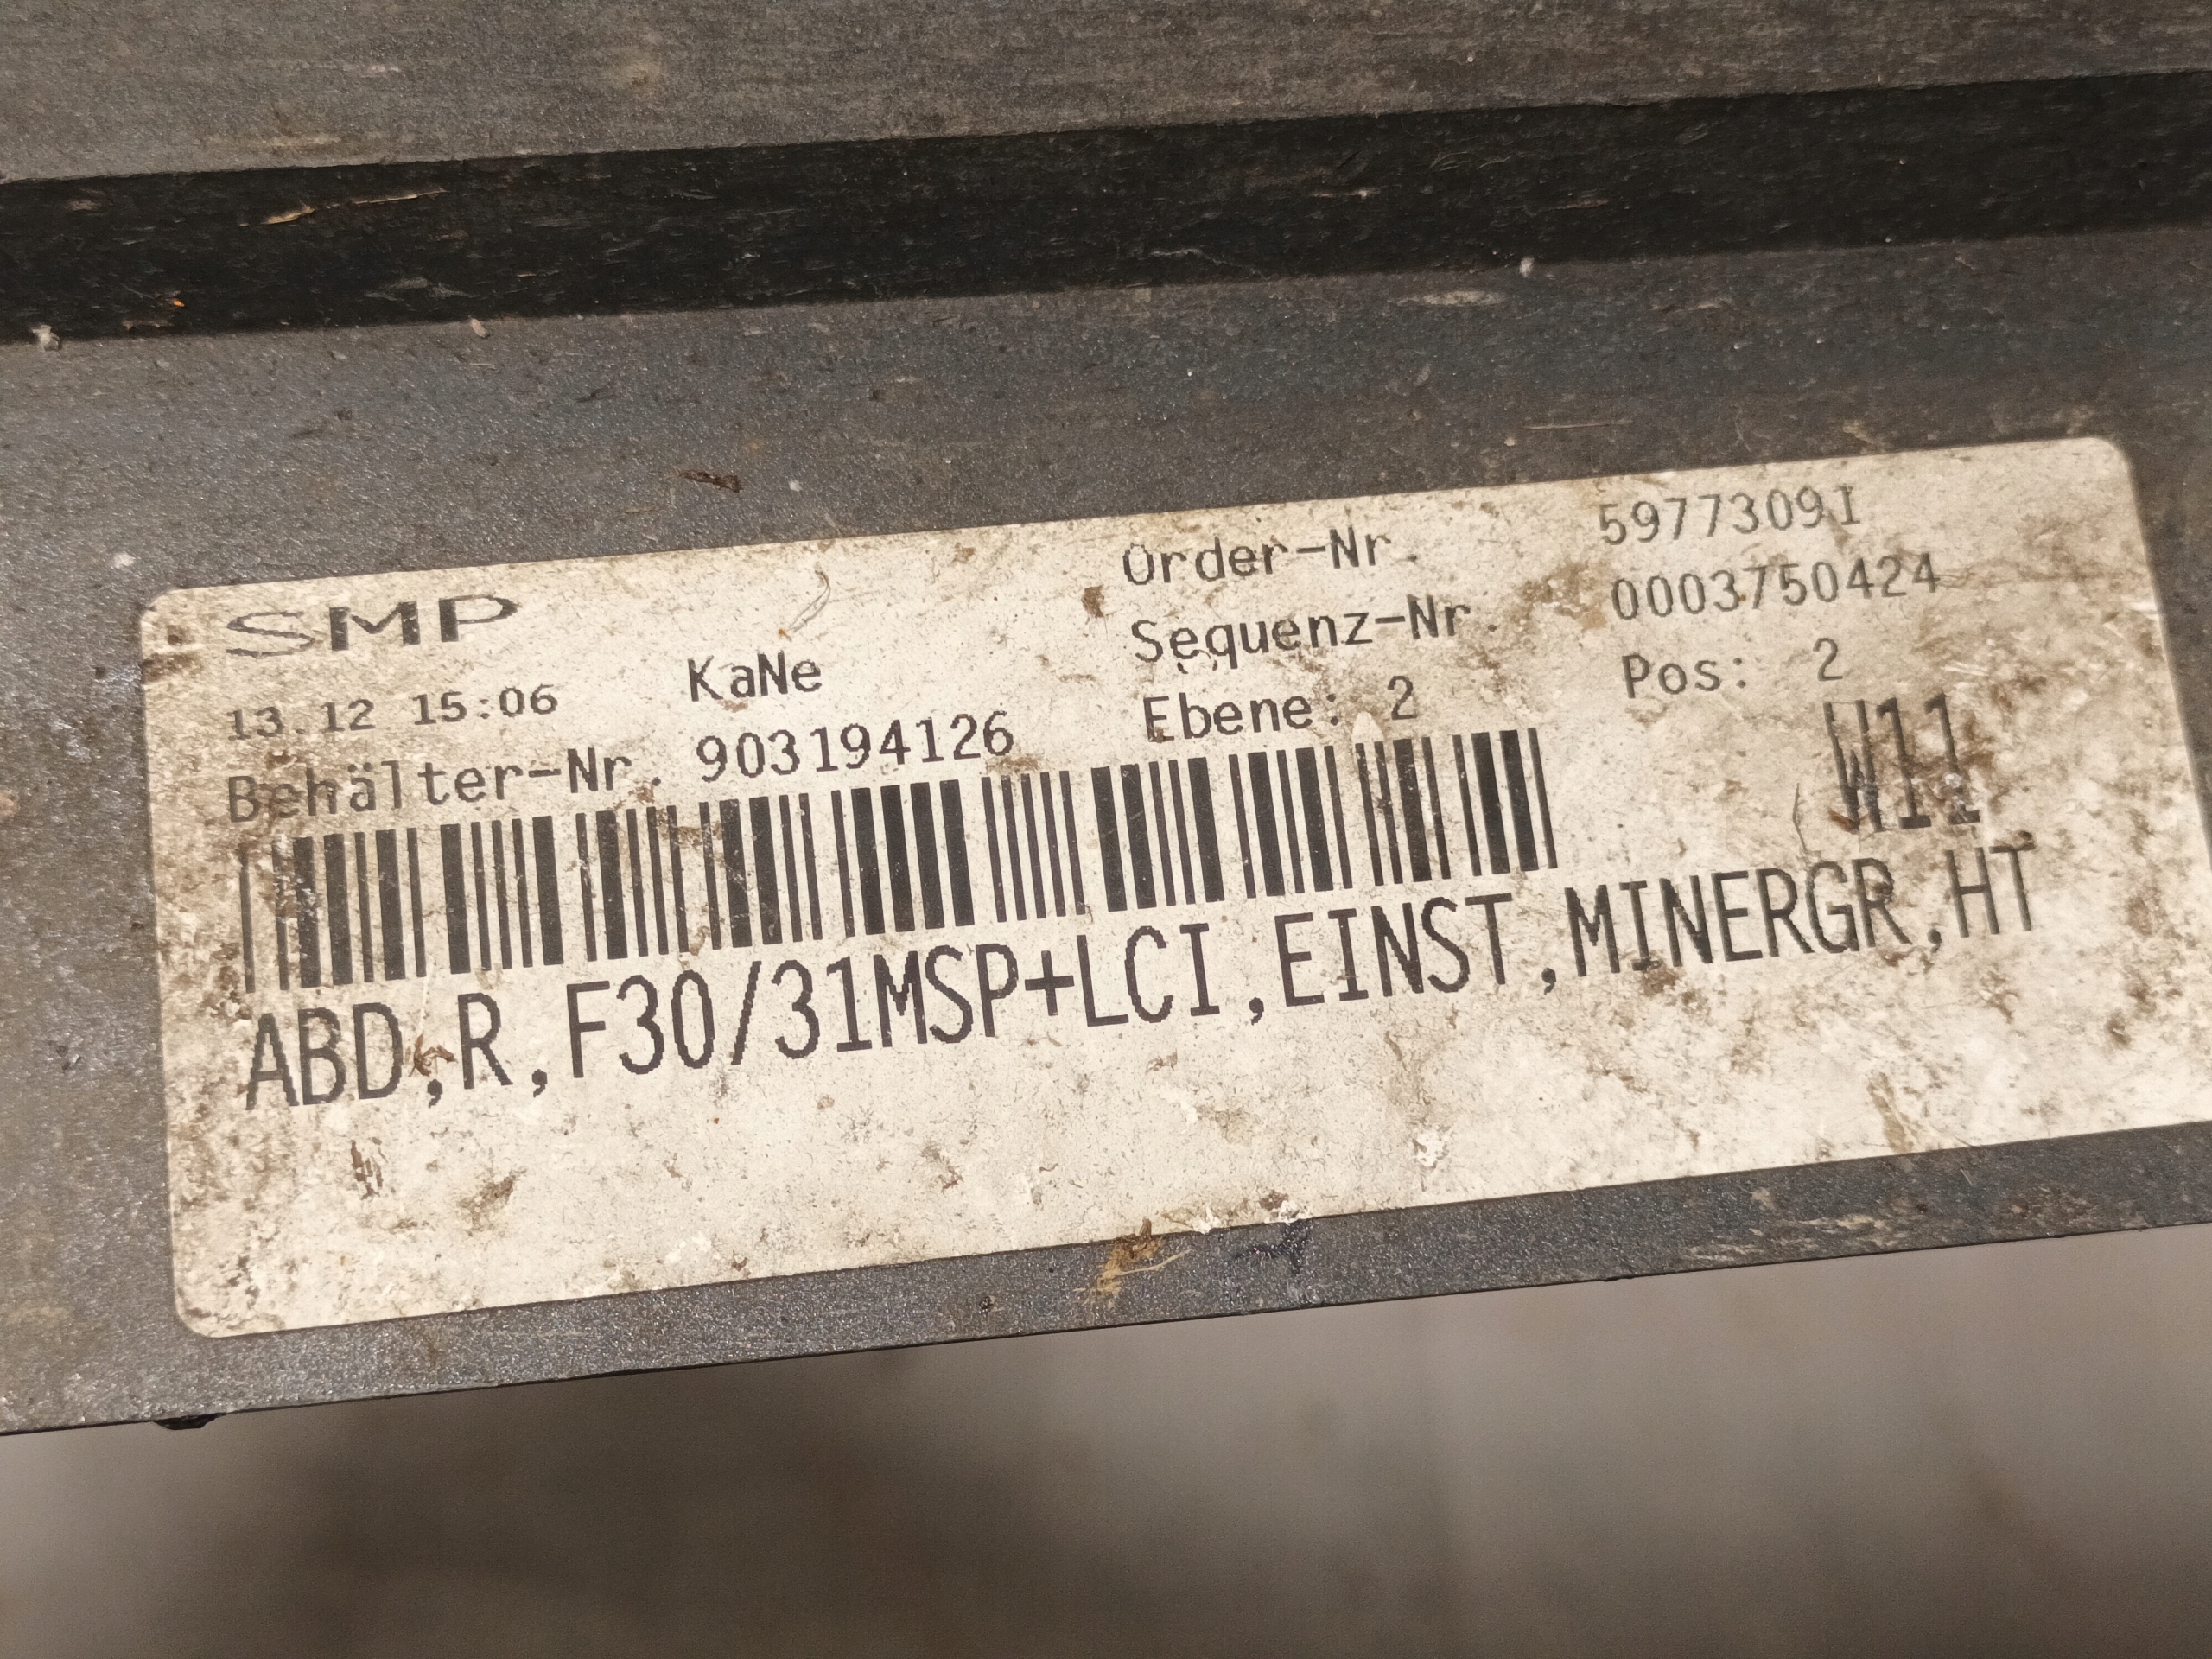 SMP
Order-Nr. 59773091
13.12 15:06 KaNe Sequenz-Nr. 0003750424
Behälter-Nr. 903194126 Ebene: 2 Pos: 2
W11
ABD,R,F30/31MSP+LCI,EINST,MINERGR,HT